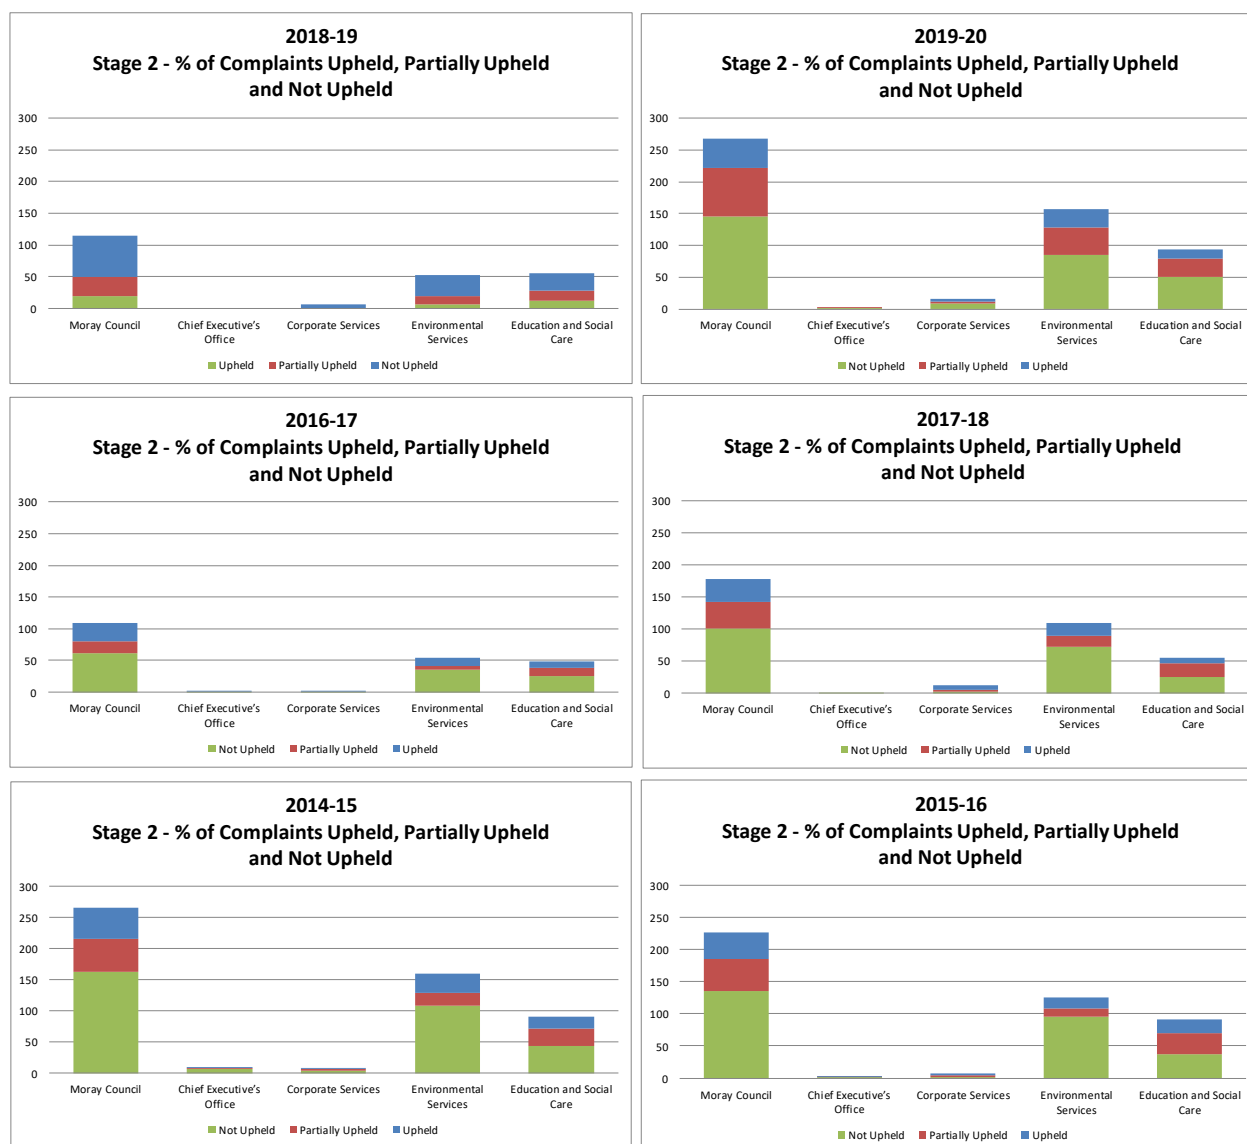 2018-19
Stage 2 - % of Complaints Upheld, Partially Upheld
and Not Upheld
300
250
200
150
100
50
0
Moray Council
Chief Executive's
Office
Corporate Services
Environmental
Services
Education and Social
Care
Upheld
Partially Upheld
Not Upheld
2019-20
Stage 2 - % of Complaints Upheld, Partially Upheld
and Not Upheld
300
250
200
150
100
50
0
Moray Council
Chief Executive's
Office
Corporate Services
Environmental
Services
Education and Social
Care
Not Upheld
Partially Upheld
Upheld
2016-17
Stage 2 - % of Complaints Upheld, Partially Upheld
and Not Upheld
300
250
200
150
100
50
0
Moray Council
Chief Executive's
Office
Corporate Services
Environmental
Services
Education and Social
Care
Not Upheld
Partially Upheld
Upheld
2017-18
Stage 2 - % of Complaints Upheld, Partially Upheld
and Not Upheld
300
250
200
150
100
50
0
Moray Council
Chief Executive's
Office
Corporate Services
Environmental
Services
Education and Social
Care
Not Upheld
Partially Upheld
Upheld
2014-15
Stage 2 - % of Complaints Upheld, Partially Upheld
and Not Upheld
300
250
200
150
100
50
0
Moray Council
Chief Executive's
Office
Corporate Services
Environmental
Services
Education and Social
Care
Not Upheld
Partially Upheld
Upheld
2015-16
Stage 2 - % of Complaints Upheld, Partially Upheld
and Not Upheld
300
250
200
150
100
50
0
Moray Council
Chief Executive's
Office
Corporate Services
Environmental
Services
Education and Social
Care
Not Upheld
Partially Upheld
Upheld